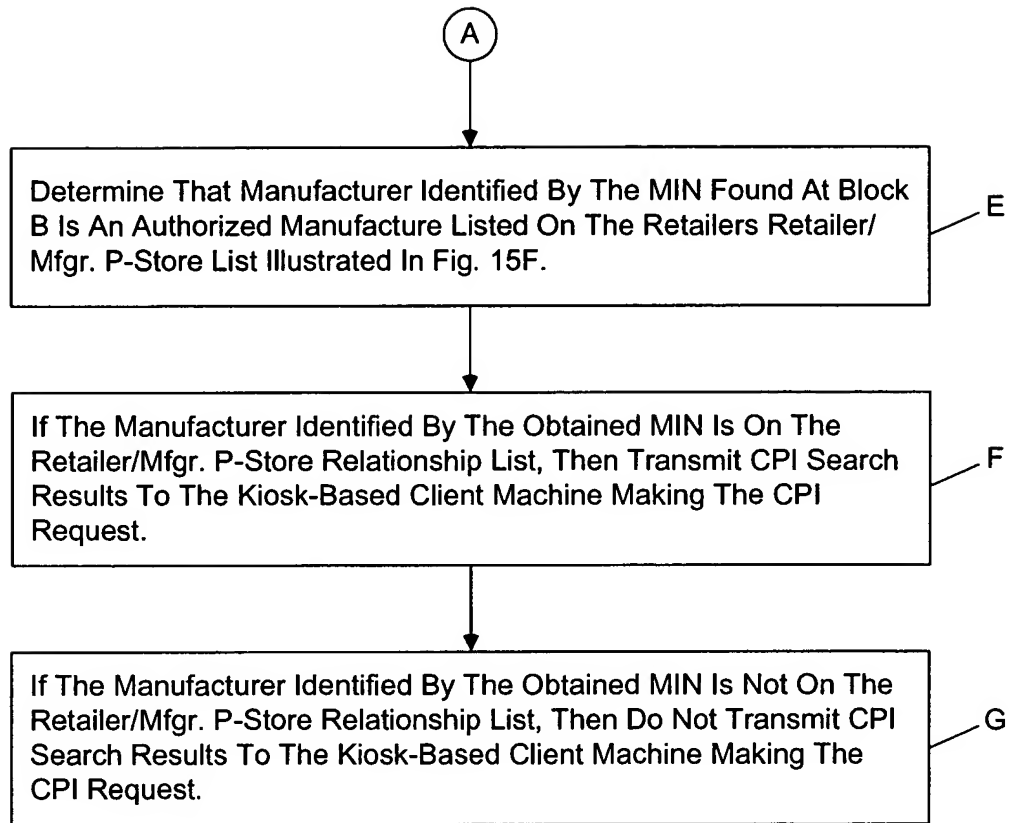 A
Determine That Manufacturer Identified By The MIN Found At Block
B Is An Authorized Manufacture Listed On The Retailers Retailer/
Mfgr. P-Store List Illustrated In Fig. 15F.
E
If The Manufacturer Identified By The Obtained MIN Is On The
Retailer/Mfgr. P-Store Relationship List, Then Transmit CPI Search
Results To The Kiosk-Based Client Machine Making The CPI
Request.
F
If The Manufacturer Identified By The Obtained MIN Is Not On The
Retailer/Mfgr. P-Store Relationship List, Then Do Not Transmit CPI
Search Results To The Kiosk-Based Client Machine Making The
CPI Request.
G